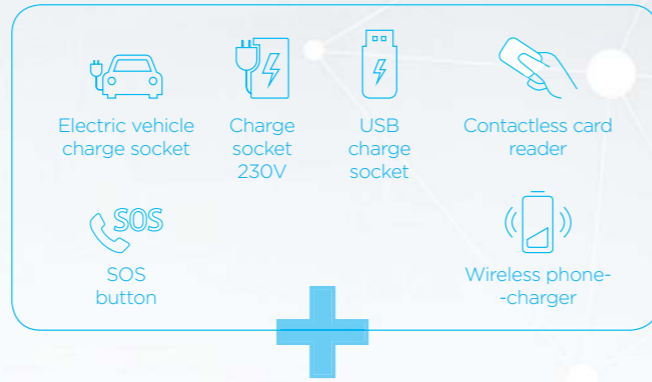 Electric vehicle
charge socket
Charge
socket
230V
USB
charge
socket
Contactless card
reader
SOS
SOS
button
Wireless phone-
-charger